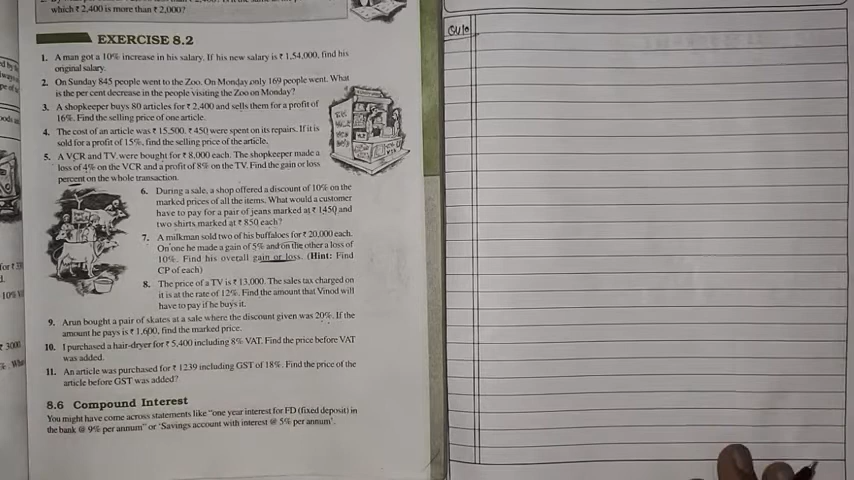 which ₹ 2,400 is more than ₹ 2,000?
EXERCISE 8.2
1. A man got a 10% increase in his salary. If his new salary is ₹ 1,54,000, find his
original salary.
2. On Sunday 845 people went to the Zoo. On Monday only 169 people went. What
is the per cent decrease in the people visiting the Zoo on Monday?
3. A shopkeeper buys 80 articles for ₹ 2,400 and sells them for a profit of
16%. Find the selling price of one article.
4. The cost of an article was ₹ 15,500. ₹ 450 were spent on its repairs. If it is
sold for a profit of 15%, find the selling price of the article.
5. A VCR and TV were bought for ₹ 8,000 each. The shopkeeper made a
loss of 4% on the VCR and a profit of 8% on the TV. Find the gain or loss
percent on the whole transaction.
6. During a sale, a shop offered a discount of 10% on the
marked prices of all the items. What would a customer
have to pay for a pair of jeans marked at ₹ 1450 and
two shirts marked at ₹ 850 each?
7. A milkman sold two of his buffaloes for ₹ 20,000 each.
On one he made a gain of 5% and on the other a loss of
10%. Find his overall gain or loss. (Hint: Find
CP of each)
8. The price of a TV is ₹ 13,000. The sales tax charged on
it is at the rate of 12%. Find the amount that Vinod will
have to pay if he buys it.
9. Arun bought a pair of skates at a sale where the discount given was 20%. If the
amount he pays is ₹ 1,600, find the marked price.
10. I purchased a hair-dryer for ₹ 5,400 including 8% VAT. Find the price before VAT
was added.
11. An article was purchased for ₹ 1239 including GST of 18%. Find the price of the
article before GST was added?
8.6 Compound Interest
You might have come across statements like “one year interest for FD (fixed deposit) in
the bank @ 9% per annum” or ‘Savings account with interest @ 5% per annum’.
for ₹
10%
₹ 3000
Qu10